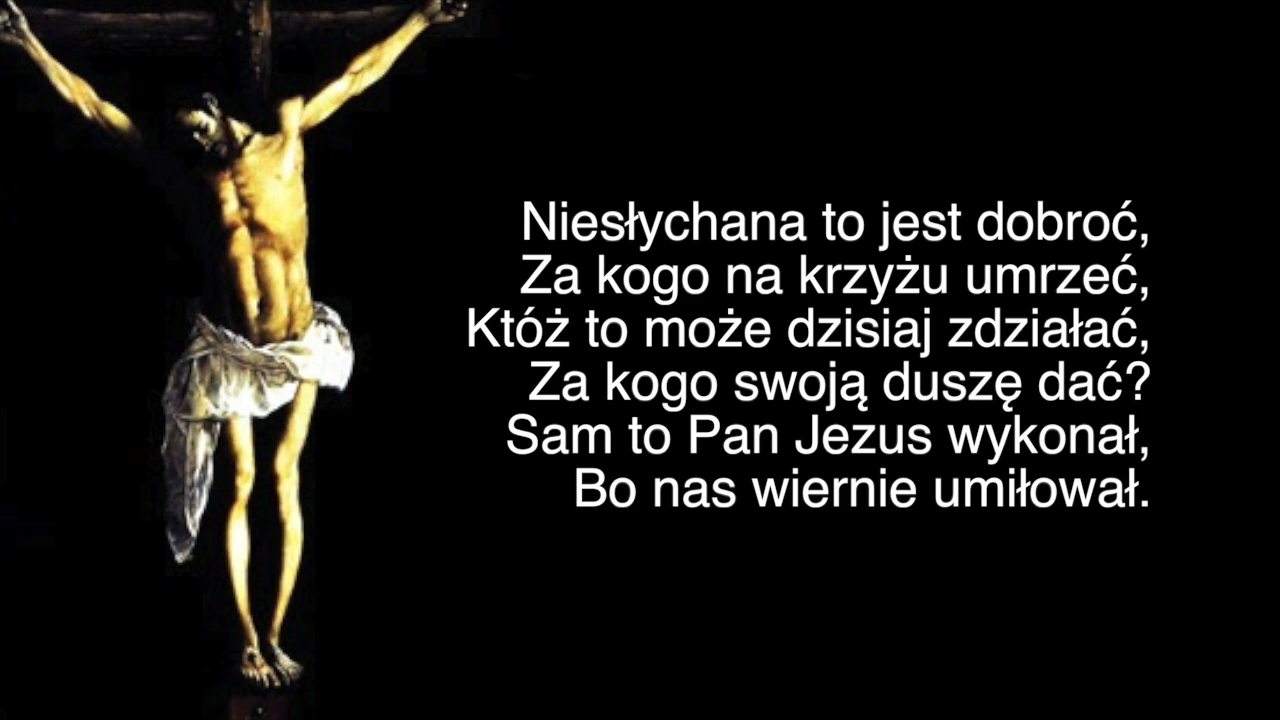 Niesłychana to jest dobroć,
Za kogo na krzyżu umrzeć,
Któż to może dzisiaj zdziałać,
Za kogo swoją duszę dać?
Sam to Pan Jezus wykonał,
Bo nas wiernie umiłował.